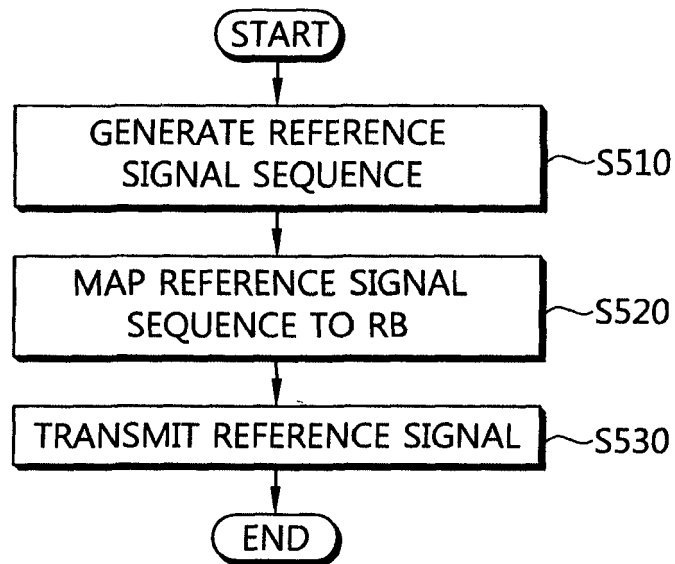 START
GENERATE REFERENCE
SIGNAL SEQUENCE
S510
MAP REFERENCE SIGNAL
SEQUENCE TO RB
S520
TRANSMIT REFERENCE SIGNAL
S530
END